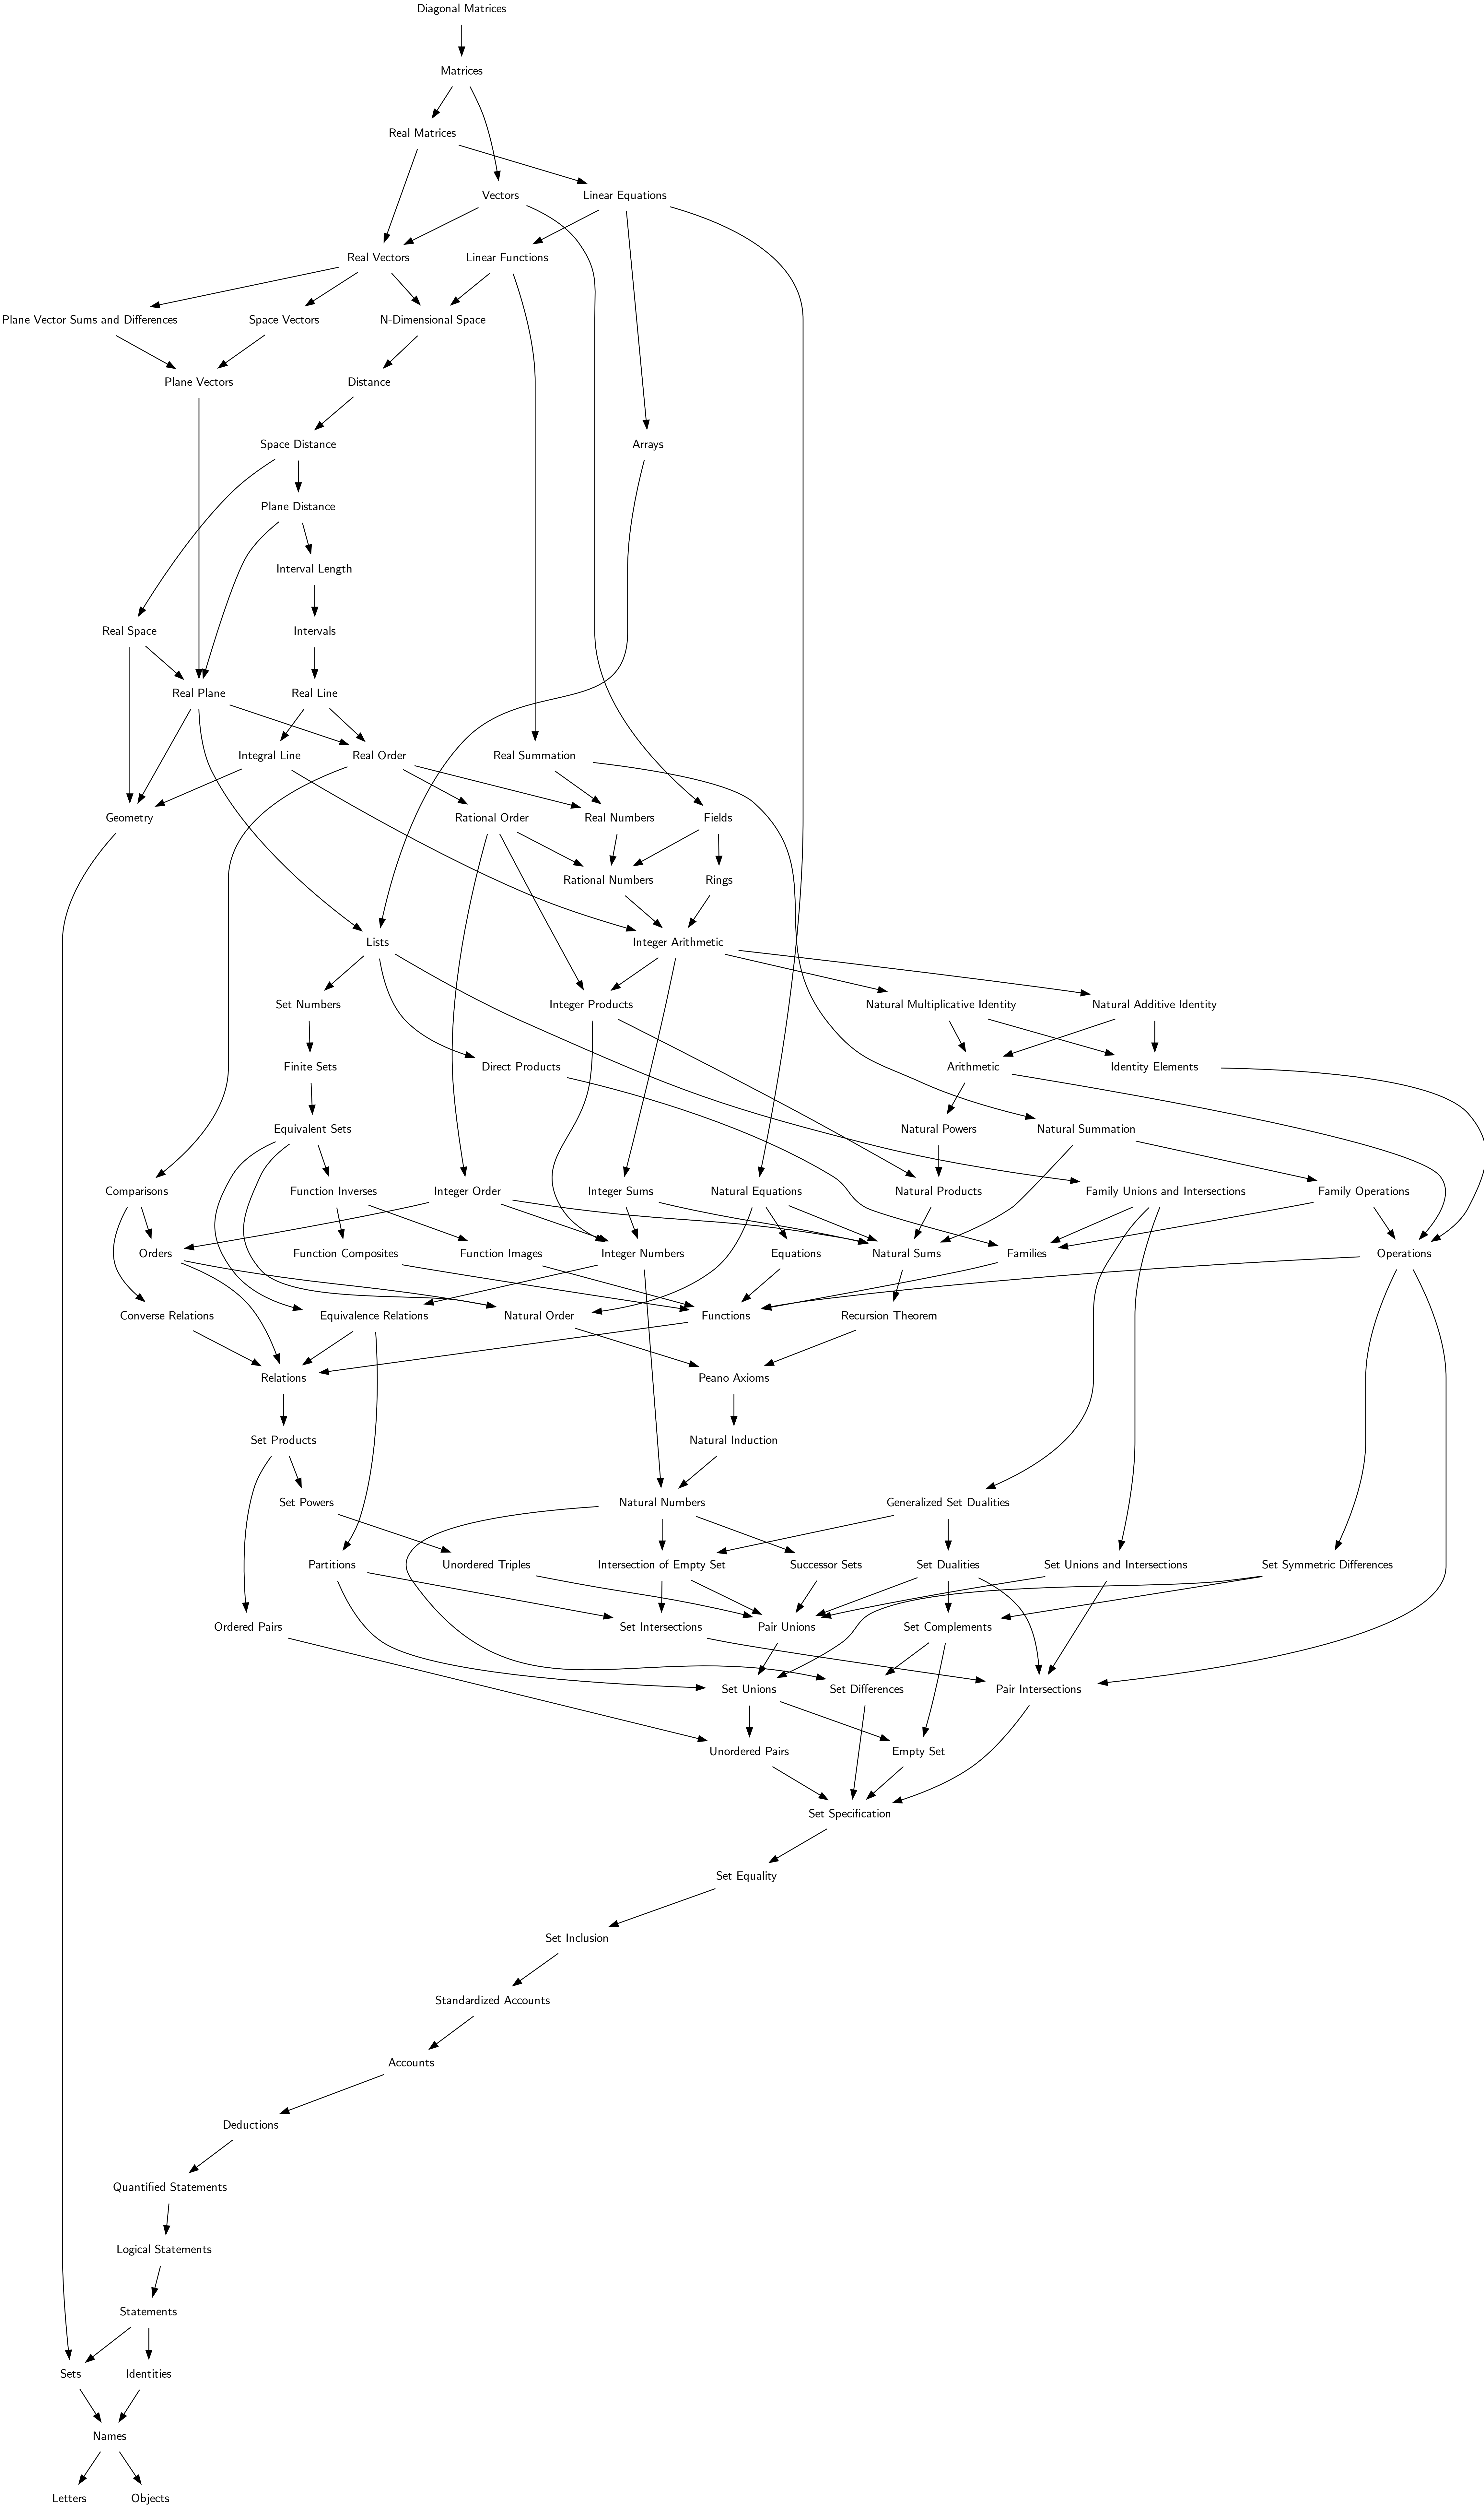 Diagonal Matrices
Matrices
Real Matrices
Vectors
Linear Equations
Real Vectors
Linear Functions
Plane Vector Sums and Differences
Space Vectors
N-Dimensional Space
Plane Vectors
Distance
Space Distance
Arrays
Plane Distance
Interval Length
Real Space
Intervals
Real Plane
Real Line
Integral Line
Real Order
Real Summation
Geometry
Rational Order
Real Numbers
Fields
Rational Numbers
Rings
Lists
Integer Arithmetic
Set Numbers
Integer Products
Natural Multiplicative Identity
Natural Additive Identity
Finite Sets
Direct Products
Arithmetic
Identity Elements
Equivalent Sets
Natural Powers
Natural Summation
Comparisons
Function Inverses
Integer Order
Integer Sums
Natural Equations
Natural Products
Family Unions and Intersections
Family Operations
Orders
Function Composites
Function Images
Integer Numbers
Equations
Natural Sums
Families
Operations
Converse Relations
Equivalence Relations
Natural Order
Functions
Recursion Theorem
Relations
Peano Axioms
Set Products
Natural Induction
Set Powers
Natural Numbers
Generalized Set Dualities
Partitions
Unordered Triples
Intersection of Empty Set
Successor Sets
Set Dualities
Set Unions and Intersections
Set Symmetric Differences
Ordered Pairs
Set Intersections
Pair Unions
Set Complements
Set Unions
Set Differences
Pair Intersections
Unordered Pairs
Empty Set
Set Specification
Set Equality
Set Inclusion
Standardized Accounts
Accounts
Deductions
Quantified Statements
Logical Statements
Statements
Sets
Identities
Names
Letters
Objects